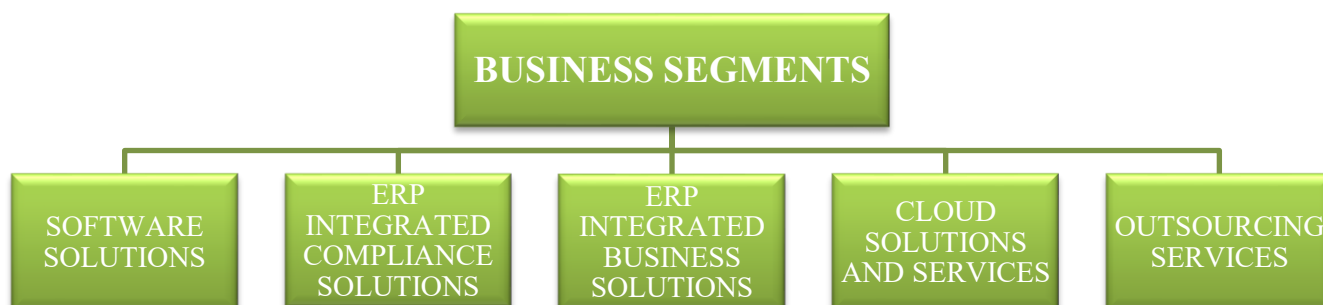 BUSINESS SEGMENTS
SOFTWARE
SOLUTIONS
ERP
INTEGRATED
COMPLIANCE
SOLUTIONS
ERP
INTEGRATED
BUSINESS
SOLUTIONS
CLOUD
SOLUTIONS
AND SERVICES
OUTSOURCING
SERVICES